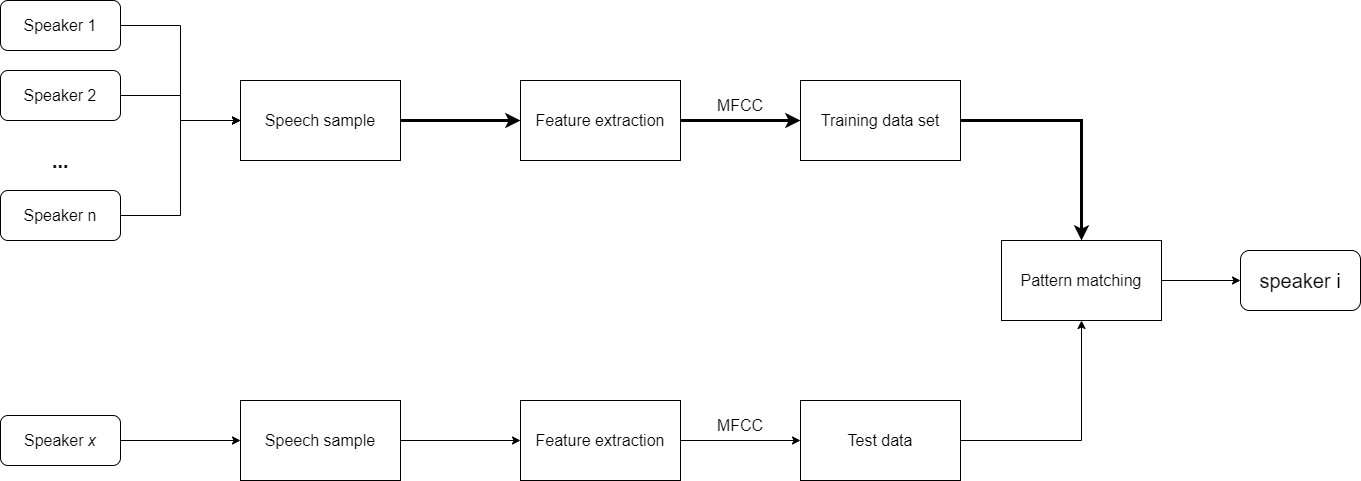 Speaker 1
Speaker 2
...
Speaker n
Speech sample
Feature extraction
MFCC
Training data set
Pattern matching
speaker i
Speaker x
Speech sample
Feature extraction
MFCC
Test data